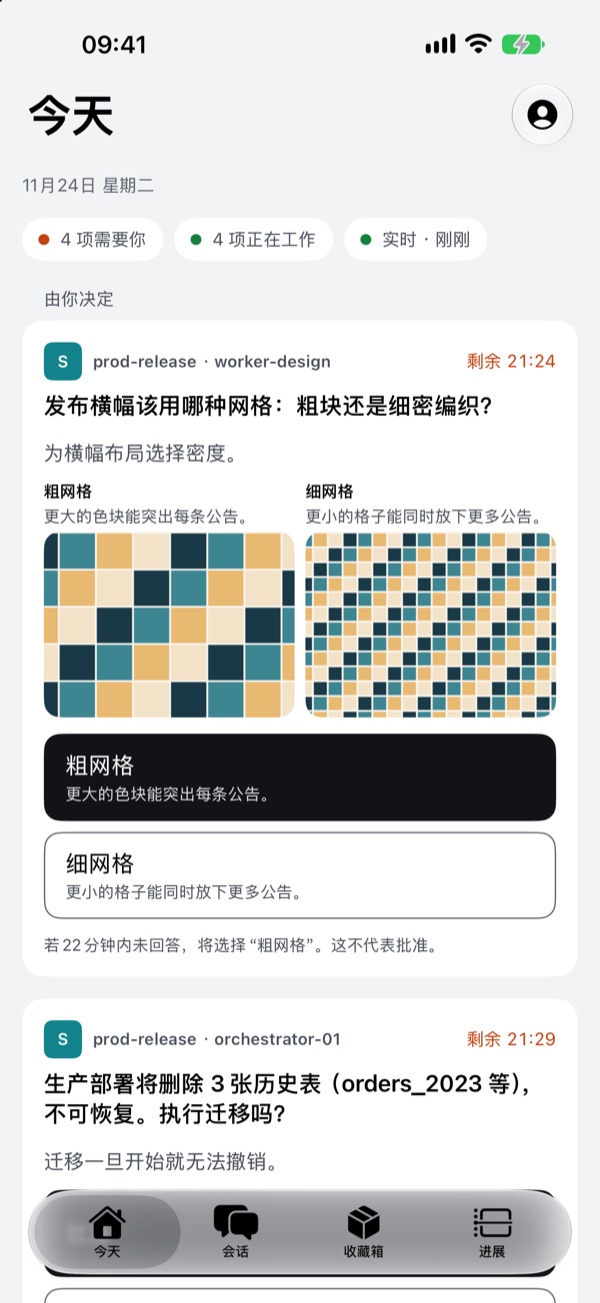 09:41
今天
11月24日 星期二
4 项需要你
4 项正在工作
实时 · 刚刚
由你决定
S
prod-release · worker-design
剩余 21:24
发布横幅该用哪种网格：粗块还是细密编织？
为横幅布局选择密度。
粗网格
更大的色块能突出每条公告。
细网格
更小的格子能同时放下更多公告。
粗网格
更大的色块能突出每条公告。
细网格
更小的格子能同时放下更多公告。
若 22 分钟内未回答，将选择 “粗网格”。这不代表批准。
S
prod-release · orchestrator-01
剩余 21:29
生产部署将删除 3 张历史表（orders_2023 等），
不可恢复。执行迁移吗？
迁移一旦开始就无法撤销。
今天
会话
收藏箱
进展